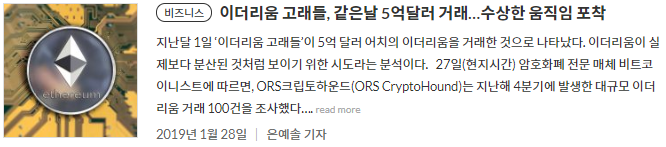 비즈니스 이더리움 고래들, 같은날 5억달러 거래…수상한 움직임 포착
지난달 1일 '이더리움 고래들'이 5억 달러 어치의 이더리움을 거래한 것으로 나타났다. 이더리움이 실
제보다 분산된 것처럼 보이기 위한 시도라는 분석이다. 27일(현지시간) 암호화폐 전문 매체 비트코
이니스트에 따르면, ORS크립토하운드(ORS CryptoHound)는 지난해 4분기에 발생한 대규모 이더
리움 거래 100건을 조사했다.… read more
2019년 1월 28일 | 은예솔 기자
ethereum